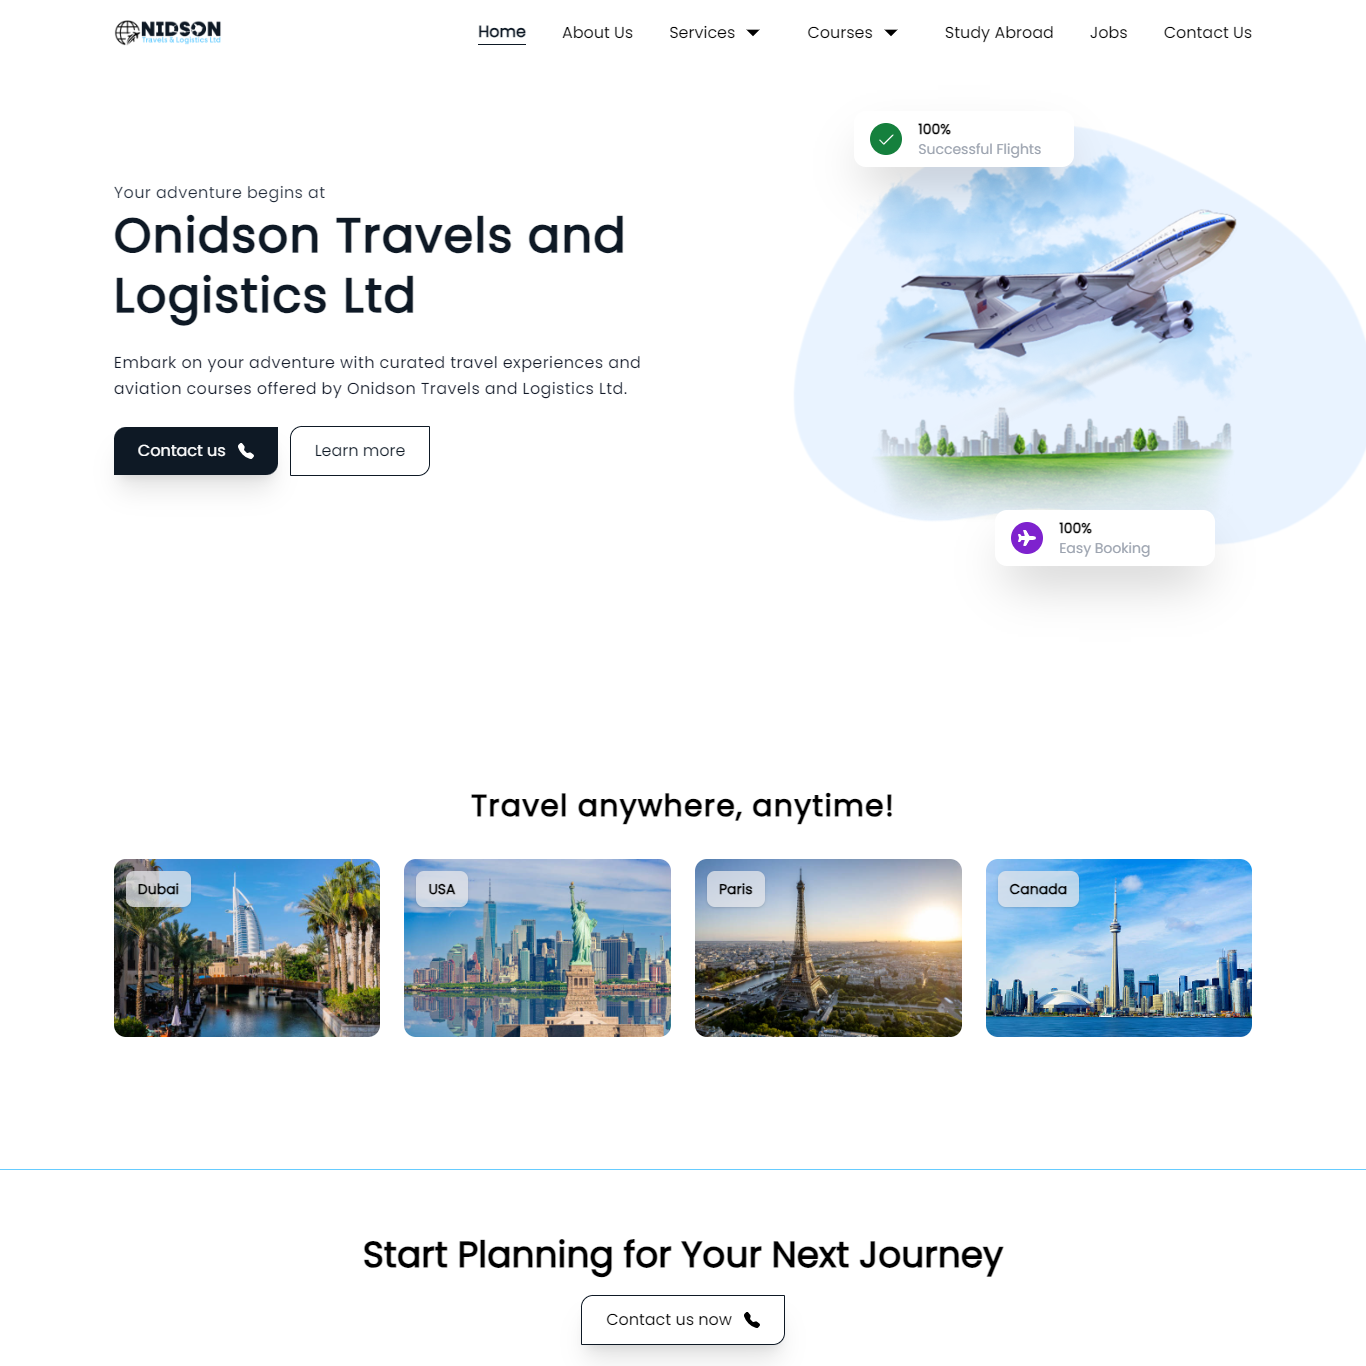 ONIDSON
Travels & Logistics Ltd
Home
About Us
Services
Courses
Study Abroad
Jobs
Contact Us
100%
Successful Flights
Your adventure begins at
Onidson Travels and
Logistics Ltd
Embark on your adventure with curated travel experiences and
aviation courses offered by Onidson Travels and Logistics Ltd.
Contact us
Learn more
100%
Easy Booking
Travel anywhere, anytime!
Dubai
USA
Paris
Canada
Start Planning for Your Next Journey
Contact us now